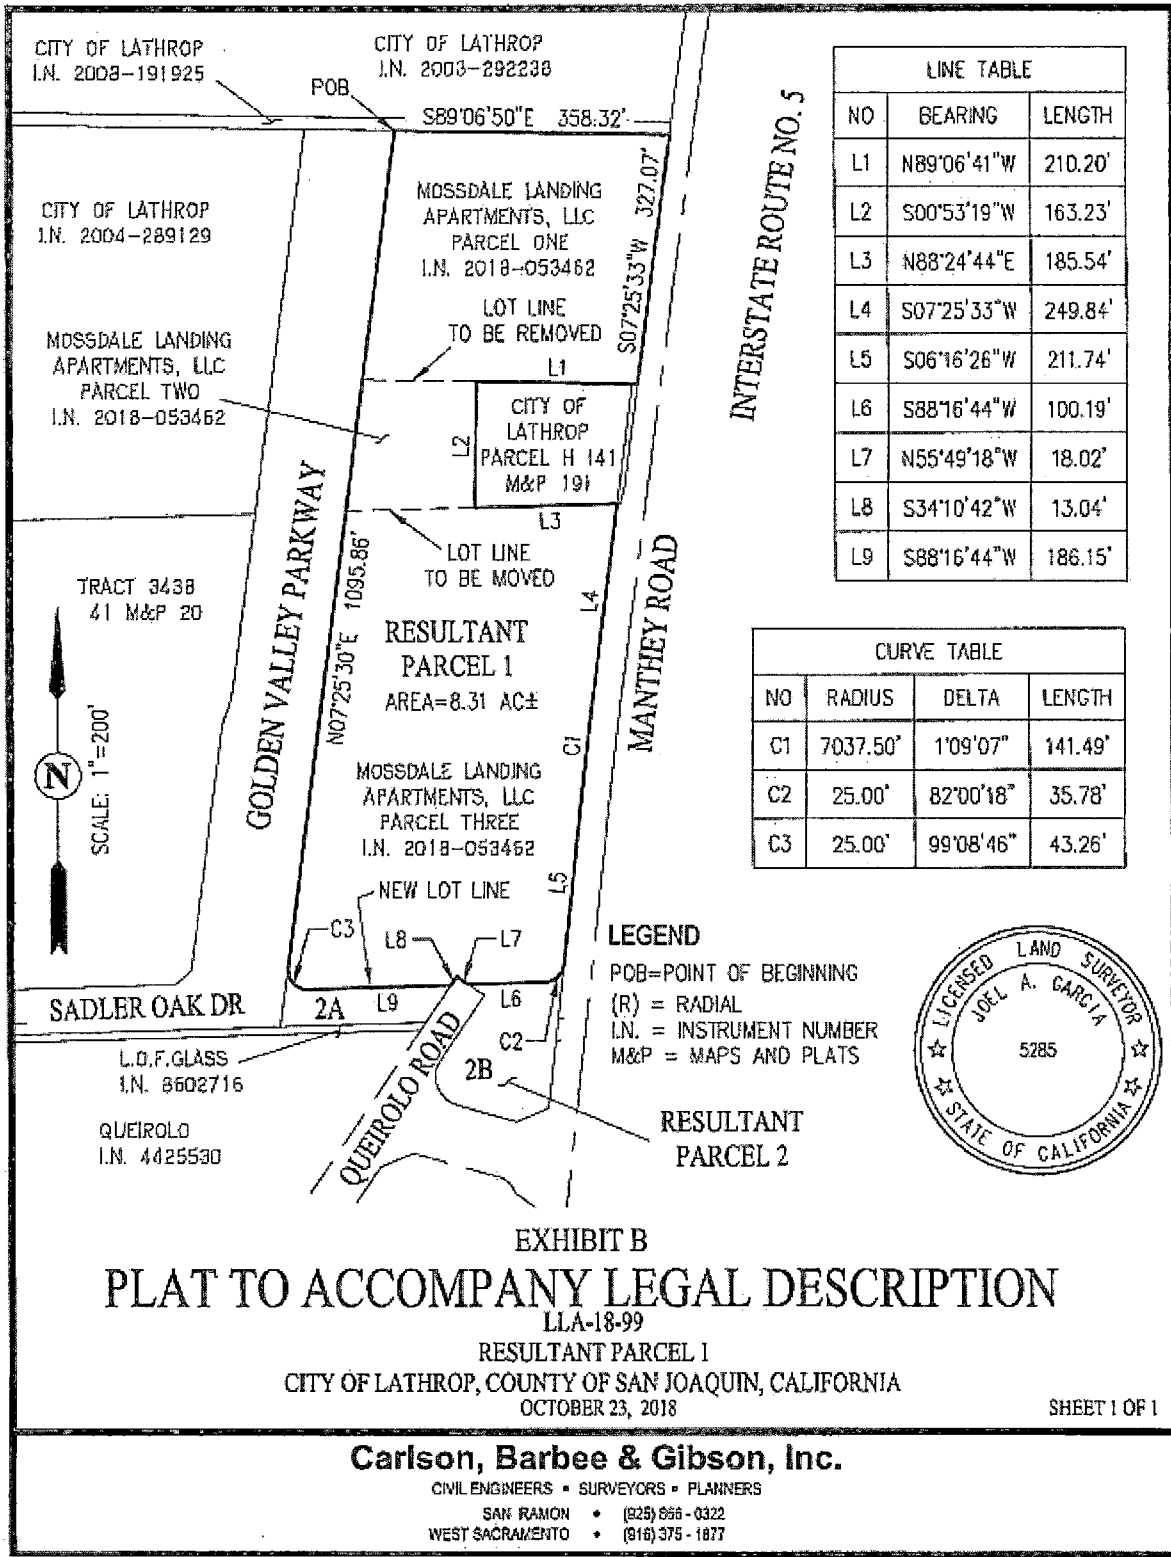 CITY OF LATHROP
I.N. 2003-191925
CITY OF LATHROP
I.N. 2003-292238
POB
S89°06'50"E 358.32'
CITY OF LATHROP
I.N. 2004-289129
MOSSDALE LANDING
APARTMENTS, LLC
PARCEL ONE
I.N. 2018-053462
S07°25'33"W 327.07'
INTERSTATE ROUTE NO. 5
LOT LINE
TO BE REMOVED
MOSSDALE LANDING
APARTMENTS, LLC
PARCEL TWO
I.N. 2018-053462
L1
L2
CITY OF
LATHROP
PARCEL H 141
M&P 191
L3
LOT LINE
TO BE MOVED
TRACT 3438
41 M&P 20
GOLDEN VALLEY PARKWAY
N07°25'30"E 1095.86'
RESULTANT
PARCEL 1
AREA=8.31 AC±
L4
MANTHEY ROAD
C1
N
SCALE: 1"=200'
MOSSDALE LANDING
APARTMENTS, LLC
PARCEL THREE
I.N. 2018-053462
NEW LOT LINE
L5
C3
L8
L7
SADLER OAK DR
2A
L9
L6
C2
L.O.F. GLASS
I.N. 8602716
QUEIROLO ROAD
2B
QUEIROLO
I.N. 4425530
RESULTANT
PARCEL 2
LINE TABLE
NO BEARING LENGTH
L1 N89°06'41"W 210.20'
L2 S00°53'19"W 163.23'
L3 N88°24'44"E 185.54'
L4 S07°25'33"W 249.84'
L5 S06°16'26"W 211.74'
L6 S88°16'44"W 100.19'
L7 N55°49'18"W 18.02'
L8 S34°10'42"W 13.04'
L9 S88°16'44"W 186.15'
CURVE TABLE
NO RADIUS DELTA LENGTH
C1 7037.50' 1°09'07" 141.49'
C2 25.00' 82°00'18" 35.78'
C3 25.00' 99°08'46" 43.26'
LEGEND
POB=POINT OF BEGINNING
(R) = RADIAL
I.N. = INSTRUMENT NUMBER
M&P = MAPS AND PLATS
LICENSED LAND SURVEYOR
JOEL A. GARCIA
5285
STATE OF CALIFORNIA
EXHIBIT B
PLAT TO ACCOMPANY LEGAL DESCRIPTION
LLA-18-99
RESULTANT PARCEL 1
CITY OF LATHROP, COUNTY OF SAN JOAQUIN, CALIFORNIA
OCTOBER 23, 2018
SHEET 1 OF 1
Carlson, Barbee & Gibson, Inc.
CIVIL ENGINEERS • SURVEYORS • PLANNERS
SAN RAMON • (925) 866-0322
WEST SACRAMENTO • (916) 375-1877